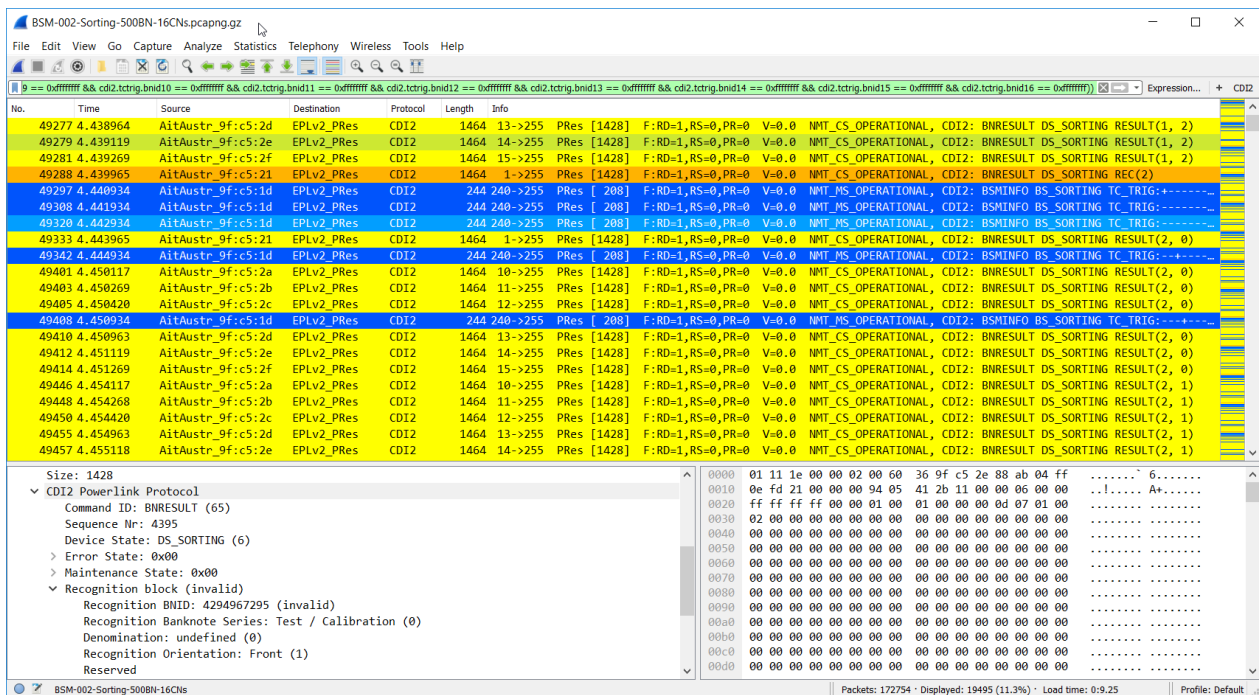 BSM-002-Sorting-500BN-16CNs.pcapng.gz
File Edit View Go Capture Analyze Statistics Telephony Wireless Tools Help
9 == 0xffffffff && cdi2.tctrig.bnid10 == 0xffffffff && cdi2.tctrig.bnid11 == 0xffffffff && cdi2.tctrig.bnid12 == 0xffffffff && cdi2.tctrig.bnid13 == 0xffffffff && cdi2.tctrig.bnid14 == 0xffffffff && cdi2.tctrig.bnid15 == 0xffffffff && cdi2.tctrig.bnid16 == 0xffffffff)) Expression... + CDI2
No. Time Source Destination Protocol Length Info
49277 4.438964 AitAustr_9f:c5:2d EPLv2_PRes CDI2 1464 13->255 PRes [1428] F:RD=1,RS=0,PR=0 V=0.0 NMT_CS_OPERATIONAL, CDI2: BNRESULT DS_SORTING RESULT(1, 2)
49279 4.439119 AitAustr_9f:c5:2e EPLv2_PRes CDI2 1464 14->255 PRes [1428] F:RD=1,RS=0,PR=0 V=0.0 NMT_CS_OPERATIONAL, CDI2: BNRESULT DS_SORTING RESULT(1, 2)
49281 4.439269 AitAustr_9f:c5:2f EPLv2_PRes CDI2 1464 15->255 PRes [1428] F:RD=1,RS=0,PR=0 V=0.0 NMT_CS_OPERATIONAL, CDI2: BNRESULT DS_SORTING RESULT(1, 2)
49288 4.439965 AitAustr_9f:c5:21 EPLv2_PRes CDI2 1464 1->255 PRes [1428] F:RD=1,RS=0,PR=0 V=0.0 NMT_CS_OPERATIONAL, CDI2: BNRESULT DS_SORTING REC(2)
49297 4.440934 AitAustr_9f:c5:1d EPLv2_PRes CDI2 244 240->255 PRes [ 208] F:RD=1,RS=0,PR=0 V=0.0 NMT_MS_OPERATIONAL, CDI2: BSMINFO BS_SORTING TC_TRIG:+------…
49308 4.441934 AitAustr_9f:c5:1d EPLv2_PRes CDI2 244 240->255 PRes [ 208] F:RD=1,RS=0,PR=0 V=0.0 NMT_MS_OPERATIONAL, CDI2: BSMINFO BS_SORTING TC_TRIG:-------…
49320 4.442934 AitAustr_9f:c5:1d EPLv2_PRes CDI2 244 240->255 PRes [ 208] F:RD=1,RS=0,PR=0 V=0.0 NMT_MS_OPERATIONAL, CDI2: BSMINFO BS_SORTING TC_TRIG:-------…
49333 4.443965 AitAustr_9f:c5:21 EPLv2_PRes CDI2 1464 1->255 PRes [1428] F:RD=1,RS=0,PR=0 V=0.0 NMT_CS_OPERATIONAL, CDI2: BNRESULT DS_SORTING RESULT(2, 0)
49342 4.444934 AitAustr_9f:c5:1d EPLv2_PRes CDI2 244 240->255 PRes [ 208] F:RD=1,RS=0,PR=0 V=0.0 NMT_MS_OPERATIONAL, CDI2: BSMINFO BS_SORTING TC_TRIG:--+----…
49401 4.450117 AitAustr_9f:c5:2a EPLv2_PRes CDI2 1464 10->255 PRes [1428] F:RD=1,RS=0,PR=0 V=0.0 NMT_CS_OPERATIONAL, CDI2: BNRESULT DS_SORTING RESULT(2, 0)
49403 4.450269 AitAustr_9f:c5:2b EPLv2_PRes CDI2 1464 11->255 PRes [1428] F:RD=1,RS=0,PR=0 V=0.0 NMT_CS_OPERATIONAL, CDI2: BNRESULT DS_SORTING RESULT(2, 0)
49405 4.450420 AitAustr_9f:c5:2c EPLv2_PRes CDI2 1464 12->255 PRes [1428] F:RD=1,RS=0,PR=0 V=0.0 NMT_CS_OPERATIONAL, CDI2: BNRESULT DS_SORTING RESULT(2, 0)
49408 4.450934 AitAustr_9f:c5:1d EPLv2_PRes CDI2 244 240->255 PRes [ 208] F:RD=1,RS=0,PR=0 V=0.0 NMT_MS_OPERATIONAL, CDI2: BSMINFO BS_SORTING TC_TRIG:---+---…
49410 4.450963 AitAustr_9f:c5:2d EPLv2_PRes CDI2 1464 13->255 PRes [1428] F:RD=1,RS=0,PR=0 V=0.0 NMT_CS_OPERATIONAL, CDI2: BNRESULT DS_SORTING RESULT(2, 0)
49412 4.451119 AitAustr_9f:c5:2e EPLv2_PRes CDI2 1464 14->255 PRes [1428] F:RD=1,RS=0,PR=0 V=0.0 NMT_CS_OPERATIONAL, CDI2: BNRESULT DS_SORTING RESULT(2, 0)
49414 4.451269 AitAustr_9f:c5:2f EPLv2_PRes CDI2 1464 15->255 PRes [1428] F:RD=1,RS=0,PR=0 V=0.0 NMT_CS_OPERATIONAL, CDI2: BNRESULT DS_SORTING RESULT(2, 0)
49446 4.454117 AitAustr_9f:c5:2a EPLv2_PRes CDI2 1464 10->255 PRes [1428] F:RD=1,RS=0,PR=0 V=0.0 NMT_CS_OPERATIONAL, CDI2: BNRESULT DS_SORTING RESULT(2, 1)
49448 4.454268 AitAustr_9f:c5:2b EPLv2_PRes CDI2 1464 11->255 PRes [1428] F:RD=1,RS=0,PR=0 V=0.0 NMT_CS_OPERATIONAL, CDI2: BNRESULT DS_SORTING RESULT(2, 1)
49450 4.454420 AitAustr_9f:c5:2c EPLv2_PRes CDI2 1464 12->255 PRes [1428] F:RD=1,RS=0,PR=0 V=0.0 NMT_CS_OPERATIONAL, CDI2: BNRESULT DS_SORTING RESULT(2, 1)
49455 4.454963 AitAustr_9f:c5:2d EPLv2_PRes CDI2 1464 13->255 PRes [1428] F:RD=1,RS=0,PR=0 V=0.0 NMT_CS_OPERATIONAL, CDI2: BNRESULT DS_SORTING RESULT(2, 1)
49457 4.455118 AitAustr_9f:c5:2e EPLv2_PRes CDI2 1464 14->255 PRes [1428] F:RD=1,RS=0,PR=0 V=0.0 NMT_CS_OPERATIONAL, CDI2: BNRESULT DS_SORTING RESULT(2, 1)
Size: 1428
CDI2 Powerlink Protocol
Command ID: BNRESULT (65)
Sequence Nr: 4395
Device State: DS_SORTING (6)
Error State: 0x00
Maintenance State: 0x00
Recognition block (invalid)
Recognition BNID: 4294967295 (invalid)
Recognition Banknote Series: Test / Calibration (0)
Denomination: undefined (0)
Recognition Orientation: Front (1)
Reserved
0000 01 11 1e 00 00 02 00 60 36 9f c5 2e 88 ab 04 ff .......` 6.......
0010 0e fd 21 00 00 00 94 05 41 2b 11 00 00 06 00 00 ..!..... A+......
0020 ff ff ff ff 00 00 01 00 01 00 00 00 0d 07 01 00 ........ ........
0030 02 00 00 00 00 00 00 00 00 00 00 00 00 00 00 00 ........ ........
0040 00 00 00 00 00 00 00 00 00 00 00 00 00 00 00 00 ........ ........
0050 00 00 00 00 00 00 00 00 00 00 00 00 00 00 00 00 ........ ........
0060 00 00 00 00 00 00 00 00 00 00 00 00 00 00 00 00 ........ ........
0070 00 00 00 00 00 00 00 00 00 00 00 00 00 00 00 00 ........ ........
0080 00 00 00 00 00 00 00 00 00 00 00 00 00 00 00 00 ........ ........
0090 00 00 00 00 00 00 00 00 00 00 00 00 00 00 00 00 ........ ........
00a0 00 00 00 00 00 00 00 00 00 00 00 00 00 00 00 00 ........ ........
00b0 00 00 00 00 00 00 00 00 00 00 00 00 00 00 00 00 ........ ........
00c0 00 00 00 00 00 00 00 00 00 00 00 00 00 00 00 00 ........ ........
00d0 00 00 00 00 00 00 00 00 00 00 00 00 00 00 00 00 ........ ........
BSM-002-Sorting-500BN-16CNs Packets: 172754 · Displayed: 19495 (11.3%) · Load time: 0:9.25 Profile: Default